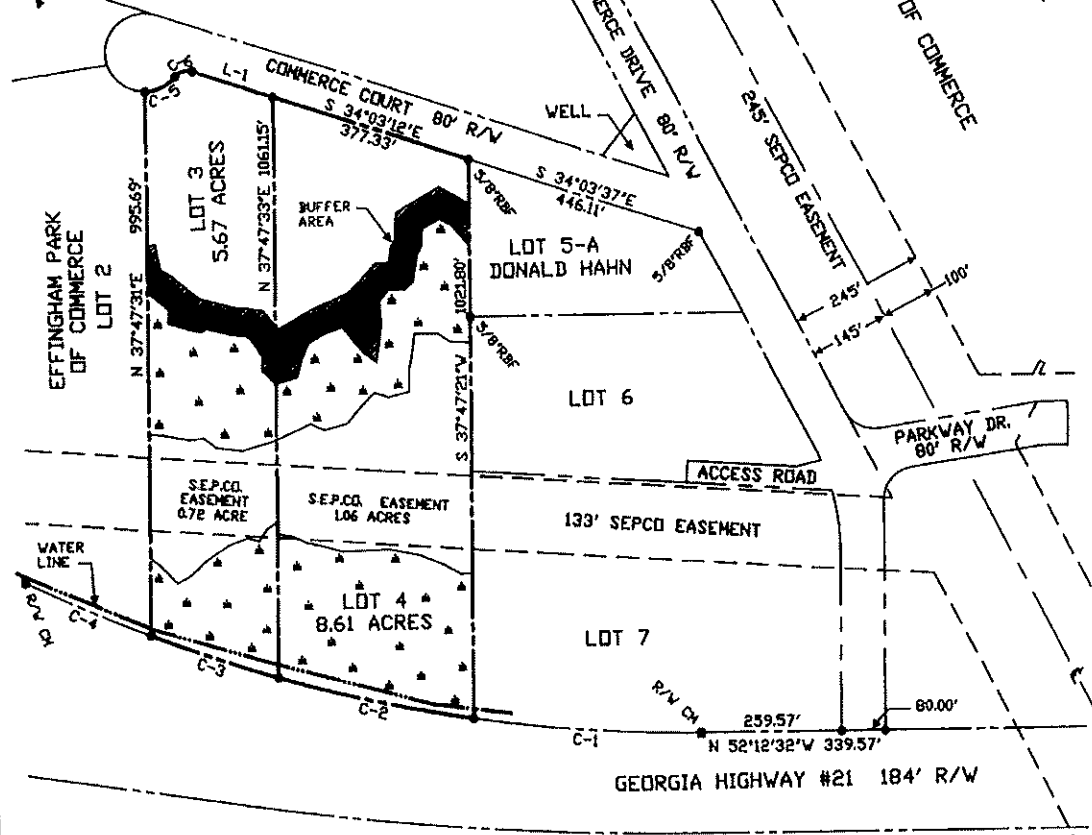 C-6
C-5
L-1
COMMERCE COURT 80' R/W
S 34°03'12"E
377.33'
WELL
ERCE DRIVE 80' R/W
245' SEPCO EASEMENT
OF COMMERCE
S 34°03'37"E
446.11'
5/8"RBF
5/8"RBF
5/8"RBF
EFFINGHAM PARK
OF COMMERCE
LOT 2
N 37°47'31"E 995.69'
LOT 3
5.67 ACRES
N 37°47'33"E 1061.15'
BUFFER
AREA
S 37°47'21"W 1021.80'
LOT 5-A
DONALD HAHN
245'
145'
100'
LOT 6
PARKWAY DR.
80' R/W
ACCESS ROAD
S.E.P.CO.
EASEMENT
0.72 ACRE
S.E.P.CO. EASEMENT
1.06 ACRES
133' SEPCO EASEMENT
WATER
LINE
LOT 4
8.61 ACRES
LOT 7
C-4
C-3
C-2
C-1
R/W CM
259.57'
80.00'
N 52°12'32"W 339.57'
GEORGIA HIGHWAY #21 184' R/W